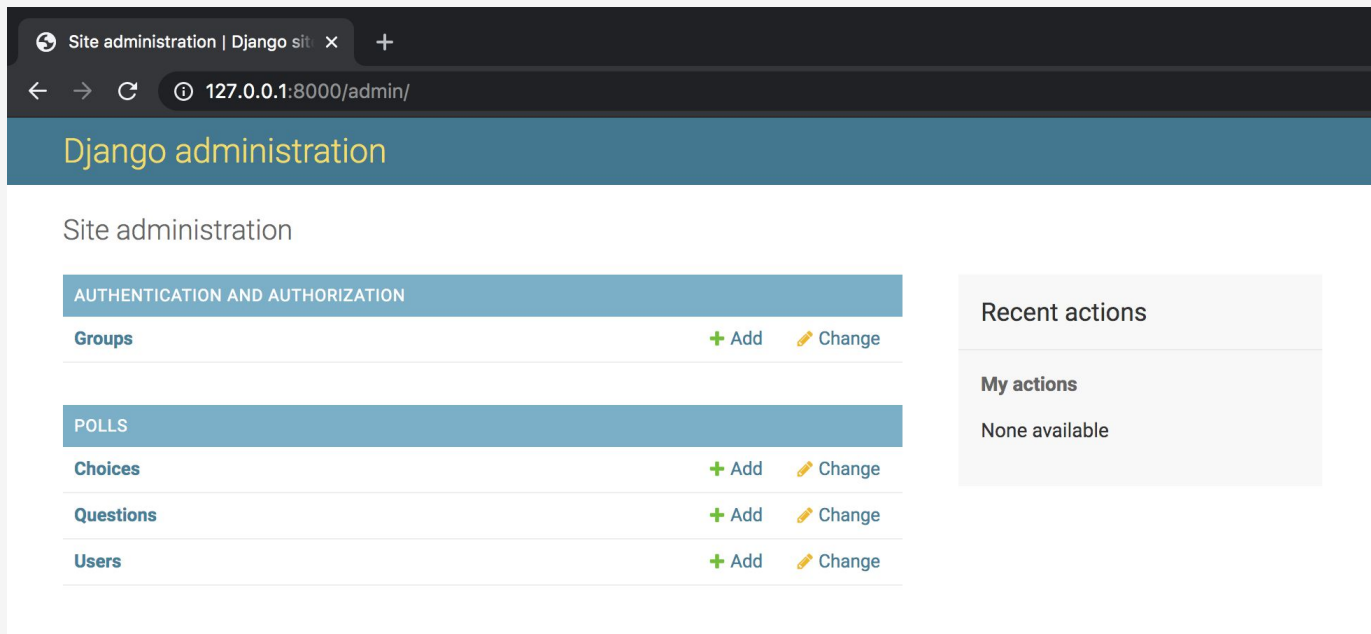 Site administration | Django sit
127.0.0.1:8000/admin/
Django administration
Site administration
AUTHENTICATION AND AUTHORIZATION
Groups Add Change
POLLS
Choices Add Change
Questions Add Change
Users Add Change
Recent actions
My actions
None available